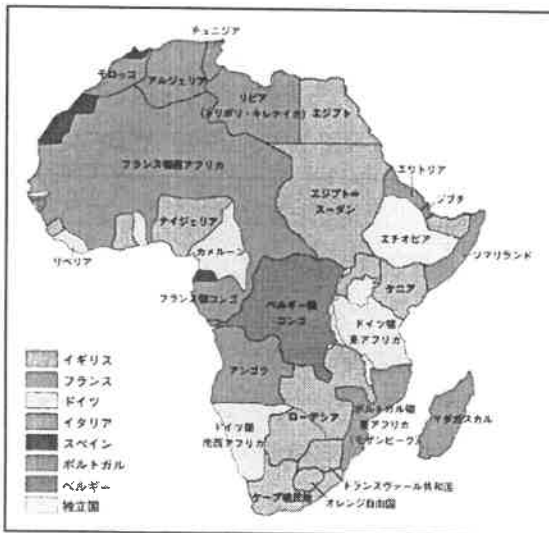 チュニジア
モロッコ
アルジェリア
リビア
(トリポリ・キレナイカ)
エジプト
フランス領西アフリカ
エリトリア
ジブチ
エジプト=
スーダン
ナイジェリア
エチオピア
カメルーン
リベリア
ソマリランド
ケニア
フランス領コンゴ
ベルギー領
コンゴ
ドイツ領
東アフリカ
アンゴラ
ローデシア
ポルトガル領
東アフリカ
(モザンビーク)
マダガスカル
ドイツ領
南西アフリカ
トランスヴァール共和国
オレンジ自由国
ケープ植民地
イギリス
フランス
ドイツ
イタリア
スペイン
ポルトガル
ベルギー
独立国